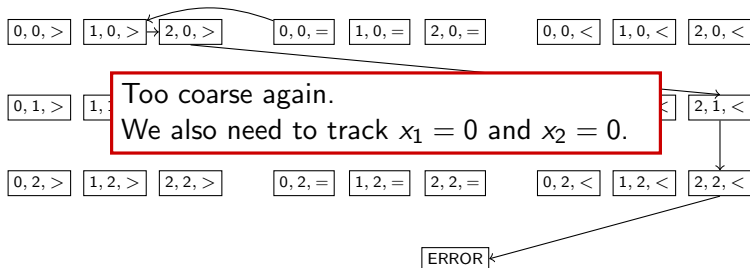 0, 0, > 1, 0, > 2, 0, > 0, 0, = 1, 0, = 2, 0, = 0, 0, < 1, 0, < 2, 0, <
0, 1, > 2, 1, <
Too coarse again.
We also need to track x₁ = 0 and x₂ = 0.
0, 2, > 1, 2, > 2, 2, > 0, 2, = 1, 2, = 2, 2, = 0, 2, < 1, 2, < 2, 2, <
ERROR